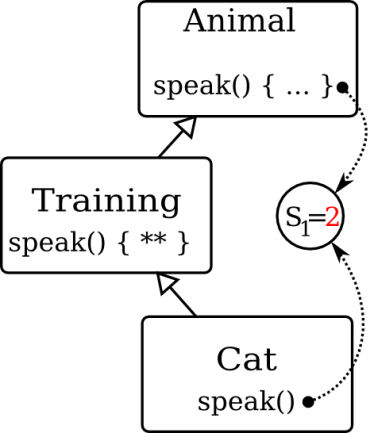 Animal
speak() { ... }
Training
speak() { ** }
S1=2
Cat
speak()